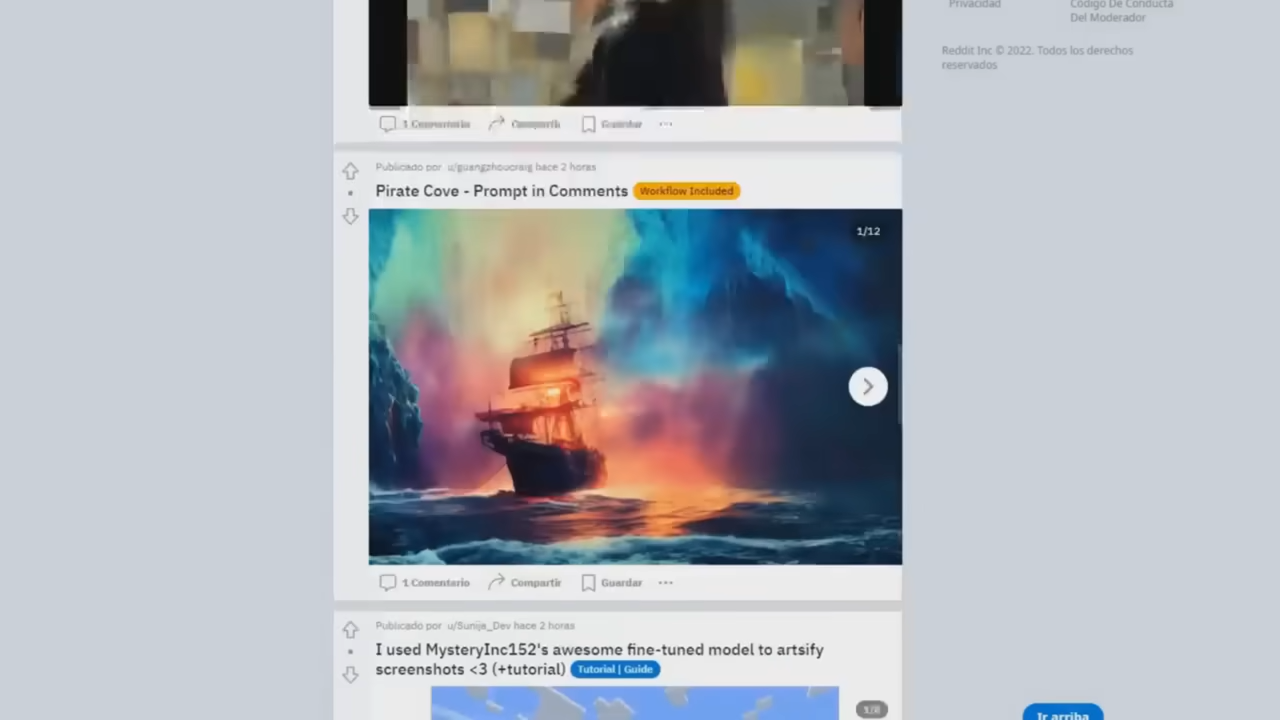 Privacidad
Código De Conducta
Del Moderador
Reddit Inc © 2022. Todos los derechos
reservados
1 Comentario Compartir Guardar ...
Publicado por u/guangzhoucraig hace 2 horas
Pirate Cove - Prompt in Comments Workflow Included
1/12
1 Comentario Compartir Guardar ...
Publicado por u/Sunija_Dev hace 2 horas
I used MysteryInc152's awesome fine-tuned model to artsify
screenshots <3 (+tutorial) Tutorial | Guide
1/8
Ir arriba